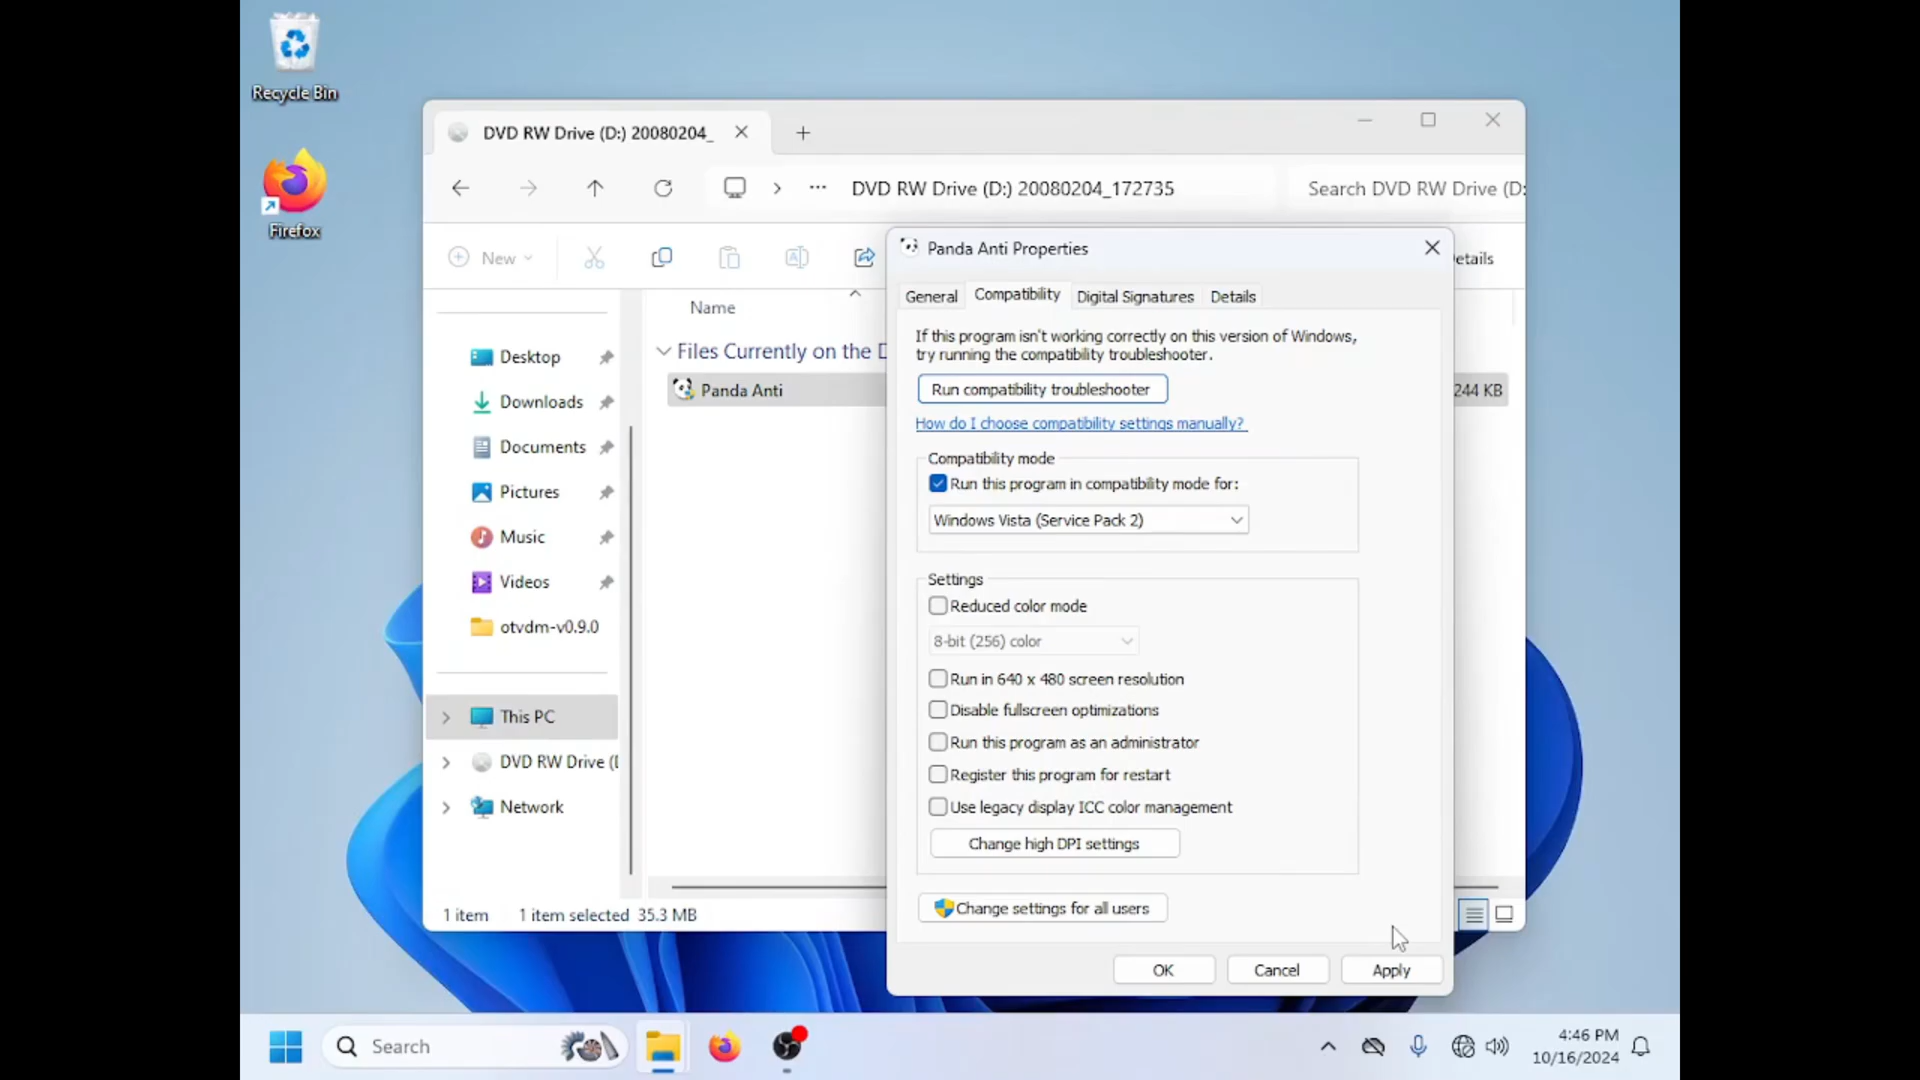 Recycle Bin
Firefox
DVD RW Drive (D:) 20080204_
DVD RW Drive (D:) 20080204_172735
Search DVD RW Drive (D:
New
etails
Name
Files Currently on the D
Panda Anti
244 KB
Desktop
Downloads
Documents
Pictures
Music
Videos
otvdm-v0.9.0
This PC
DVD RW Drive (D
Network
1 item
1 item selected 35.3 MB
Panda Anti Properties
General
Compatibility
Digital Signatures
Details
If this program isn't working correctly on this version of Windows,
try running the compatibility troubleshooter.
Run compatibility troubleshooter
How do I choose compatibility settings manually?
Compatibility mode
Run this program in compatibility mode for:
Windows Vista (Service Pack 2)
Settings
Reduced color mode
8-bit (256) color
Run in 640 x 480 screen resolution
Disable fullscreen optimizations
Run this program as an administrator
Register this program for restart
Use legacy display ICC color management
Change high DPI settings
Change settings for all users
OK
Cancel
Apply
Search
4:46 PM
10/16/2024